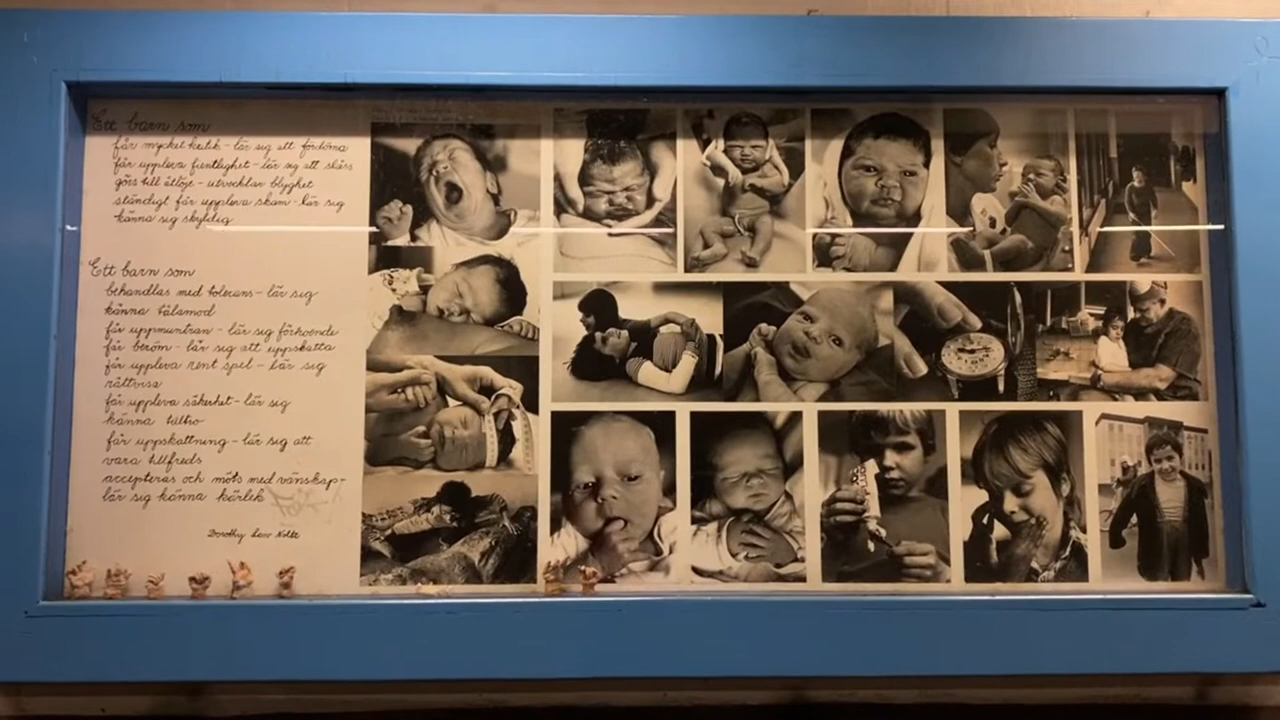 Ett barn som
får mycket kritik - lär sig att fördöma
får uppleva fientlighet - lär sig att slåss
görs till åtlöje - utvecklar blyghet
ständigt får uppleva skam - lär sig
känna sig skyldig
Ett barn som
behandlas med tolerans - lär sig
känna tålamod
får uppmuntran - lär sig förtroende
får beröm - lär sig att uppskatta
får uppleva rent spel - lär sig
rättvisa
får uppleva säkerhet - lär sig
känna tilltro
får uppskattning - lär sig att
vara tillfreds
accepteras och möts med vänskap -
lär sig känna kärlek
Dorothy Law Nolte